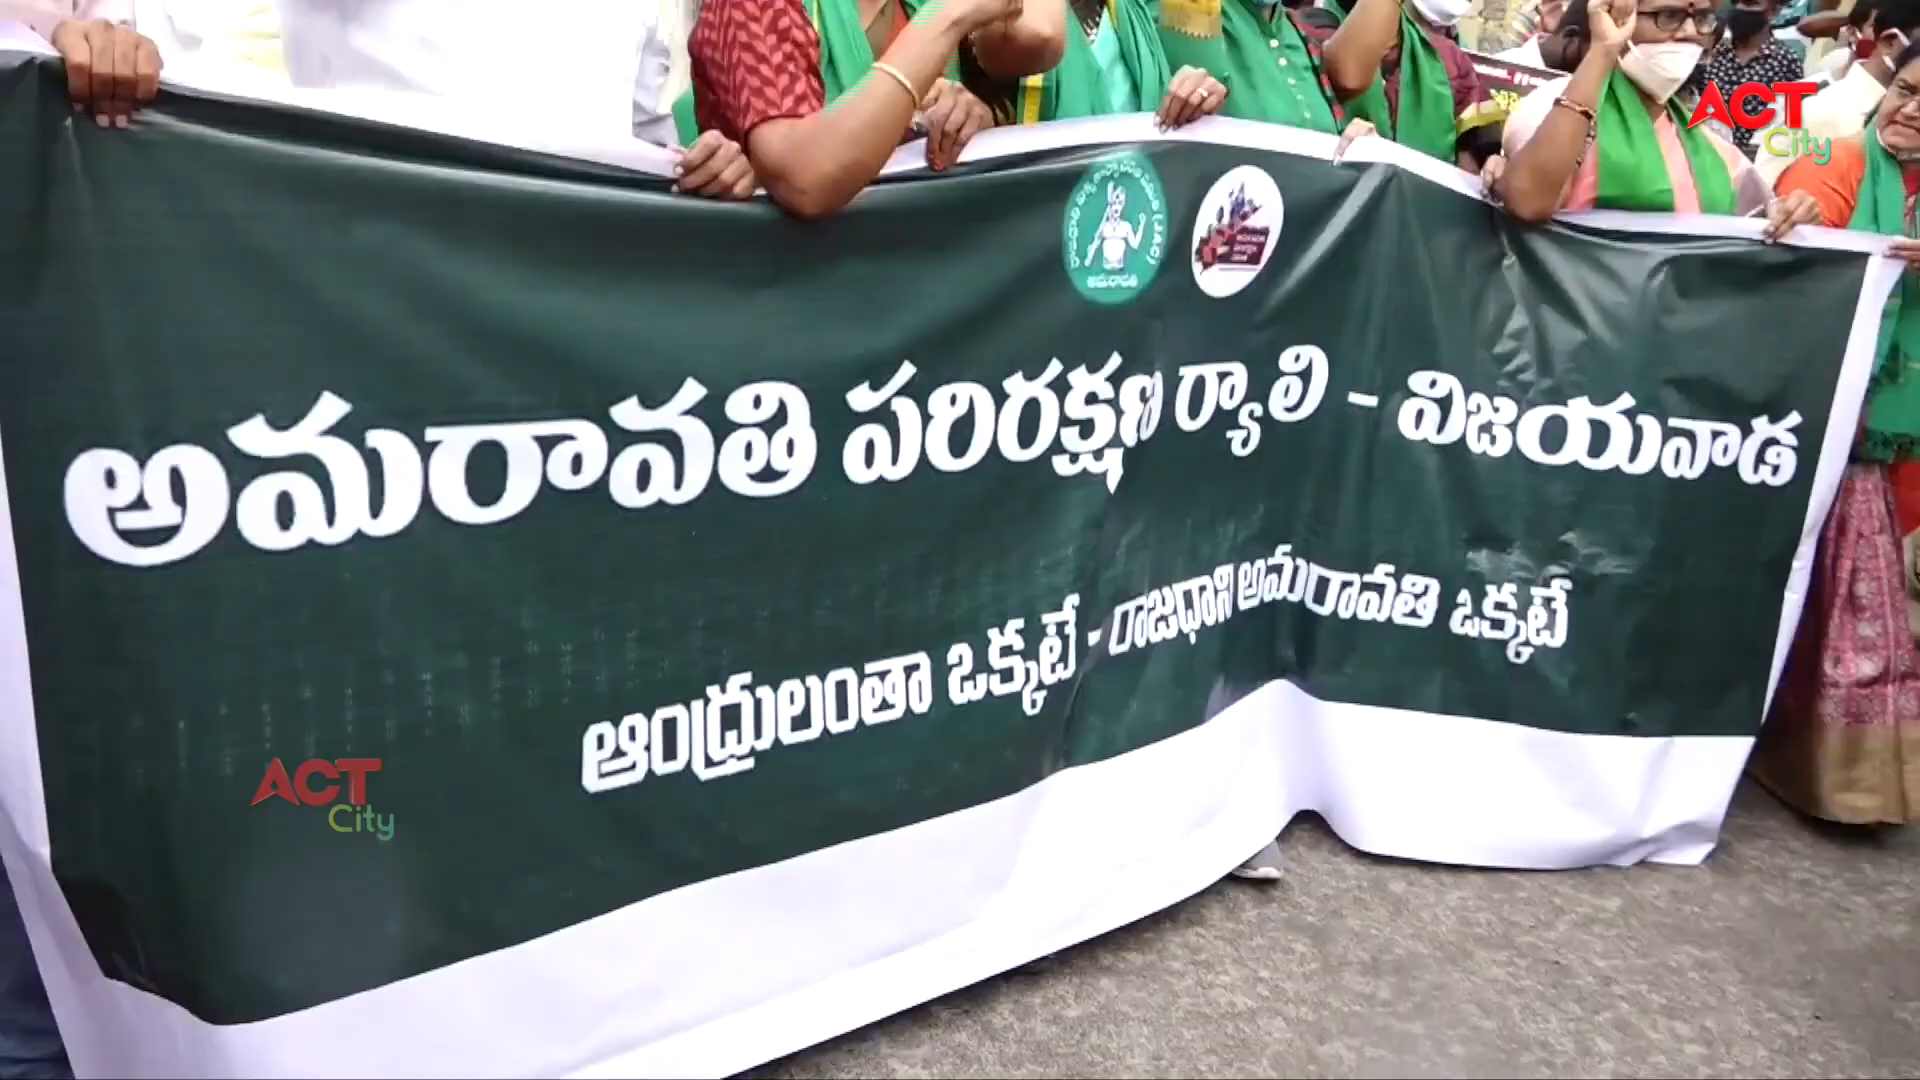 ACT
City
అమరావతి పరిరక్షణ ర్యాలి - విజయవాడ
ఆంధ్రులంతా ఒక్కటే - రాజధాని అమరావతి ఒక్కటే
ACT
City